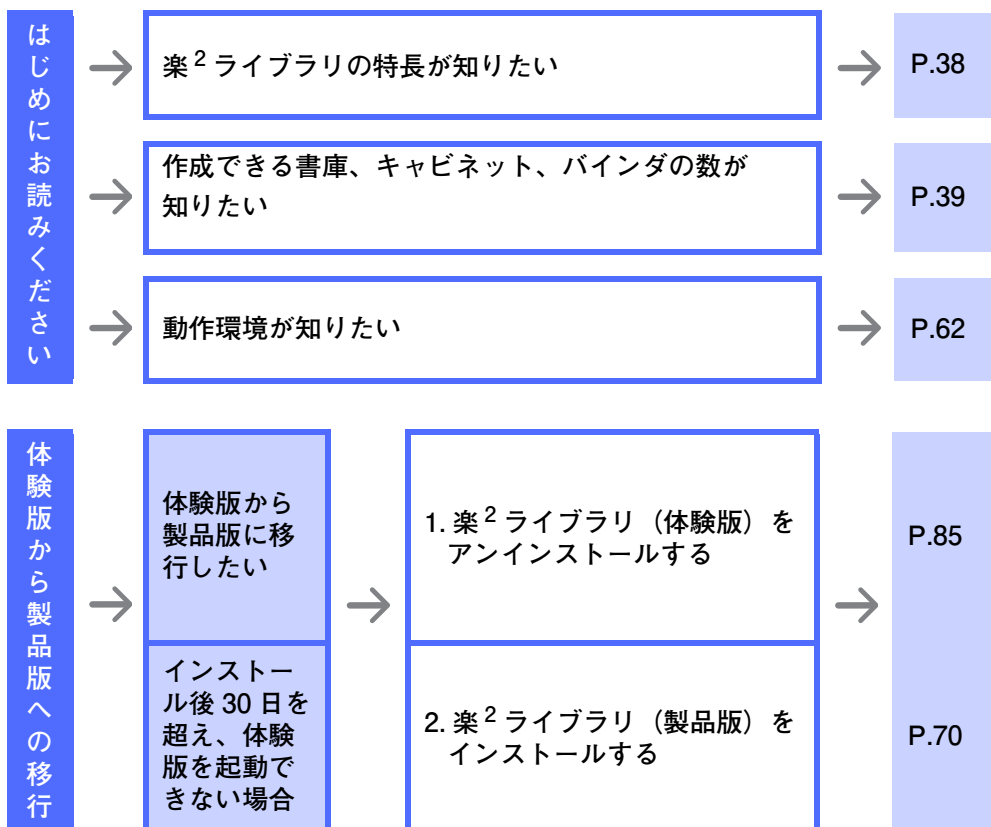 はじめにお読みください
楽2 ライブラリの特長が知りたい
P.38
作成できる書庫、キャビネット、バインダの数が
知りたい
P.39
動作環境が知りたい
P.62
体験版から製品版への移行
体験版から
製品版に移
行したい
インストー
ル後 30 日を
超え、体験
版を起動で
きない場合
1. 楽2 ライブラリ（体験版）を
アンインストールする
P.85
2. 楽2 ライブラリ（製品版）を
インストールする
P.70